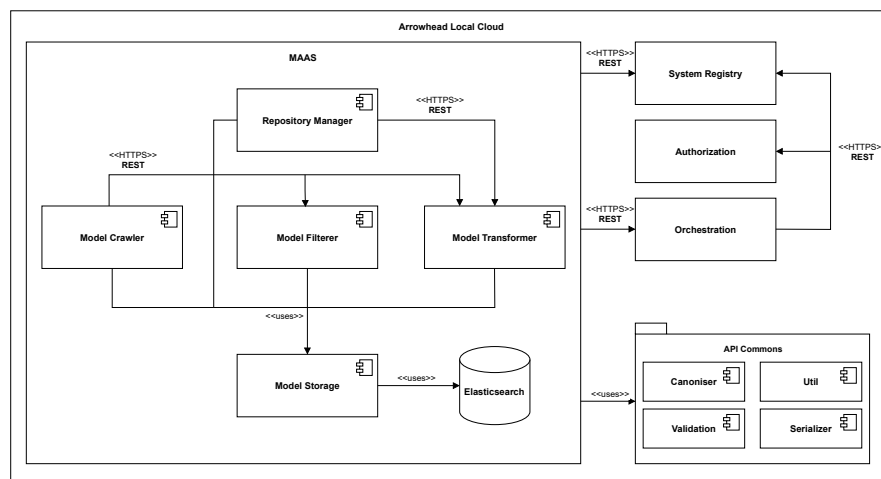 Arrowhead Local Cloud
MAAS
<<HTTPS>>
REST
System Registry
Repository Manager
<<HTTPS>>
REST
Authorization
<<HTTPS>>
REST
<<HTTPS>>
REST
Model Crawler
Model Filterer
Model Transformer
<<HTTPS>>
REST
Orchestration
<<uses>>
Model Storage
<<uses>>
Elasticsearch
<<uses>>
API Commons
Canoniser
Util
Validation
Serializer